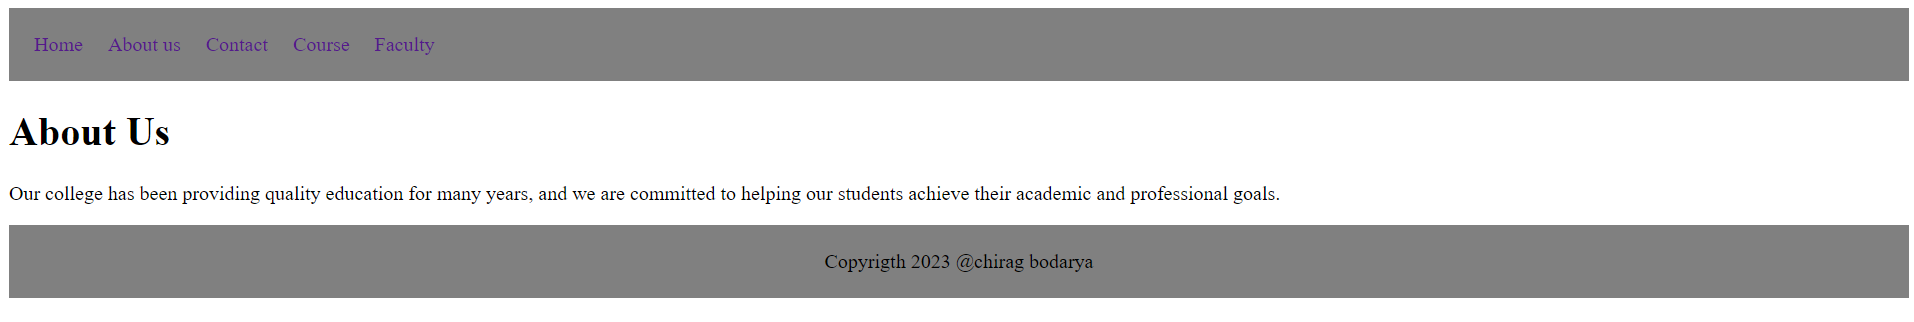 Home About us Contact Course Faculty
About Us
Our college has been providing quality education for many years, and we are committed to helping our students achieve their academic and professional goals.
Copyrigth 2023 @chirag bodarya